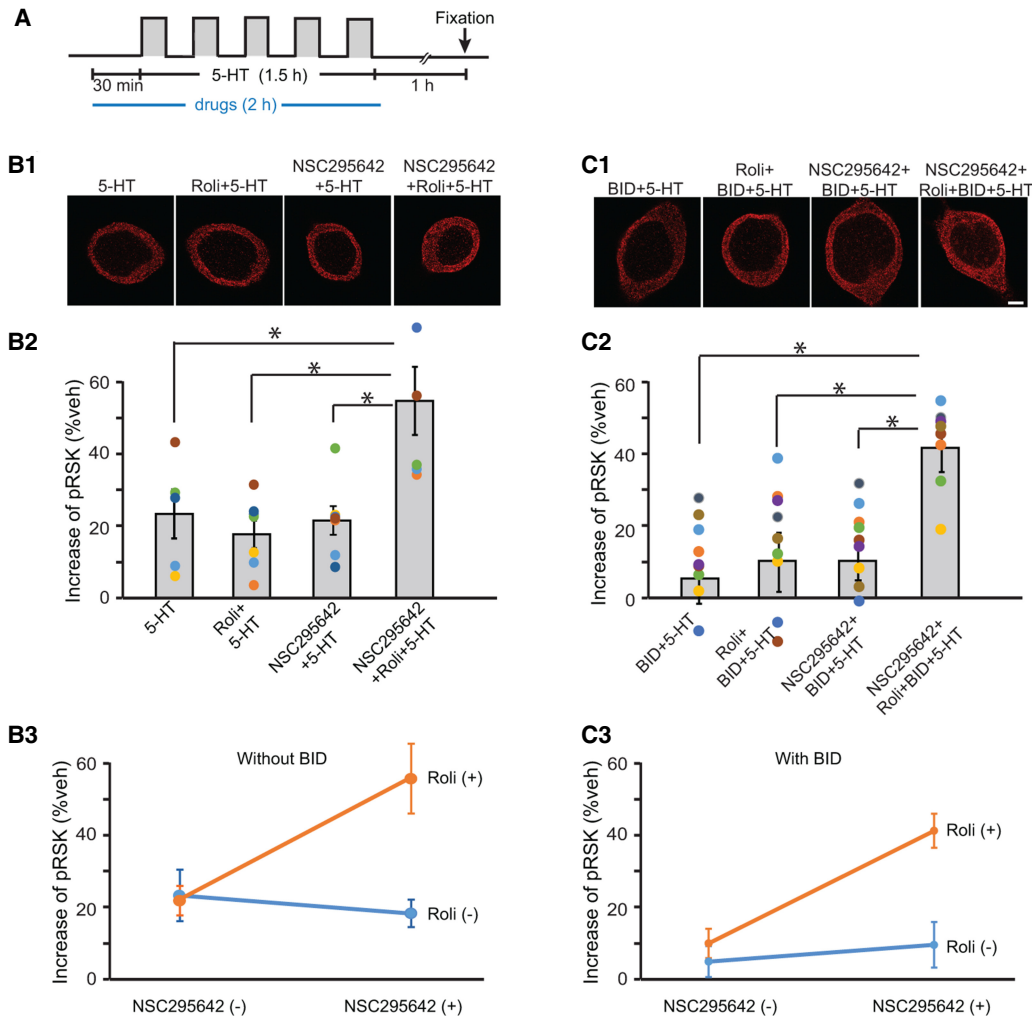 A
Fixation
30 min
5-HT (1.5 h)
1 h
drugs (2 h)
B1
5-HT
Roli+5-HT
NSC295642
+5-HT
NSC295642
+Roli+5-HT
C1
BID+5-HT
Roli+
BID+5-HT
NSC295642+
BID+5-HT
NSC295642+
Roli+BID+5-HT
B2
Increase of pRSK (%veh)
60
40
20
0
*
*
*
5-HT
Roli+
5-HT
NSC295642
+5-HT
NSC295642
+Roli+5-HT
C2
Increase of pRSK (%veh)
60
40
20
0
*
*
*
BID+5-HT
Roli+
BID+5-HT
NSC295642+
BID+5-HT
NSC295642+
Roli+BID+5-HT
B3
Without BID
Increase of pRSK (%veh)
60
40
20
0
Roli (+)
Roli (-)
NSC295642 (-)
NSC295642 (+)
C3
With BID
Increase of pRSK (%veh)
60
40
20
0
Roli (+)
Roli (-)
NSC295642 (-)
NSC295642 (+)